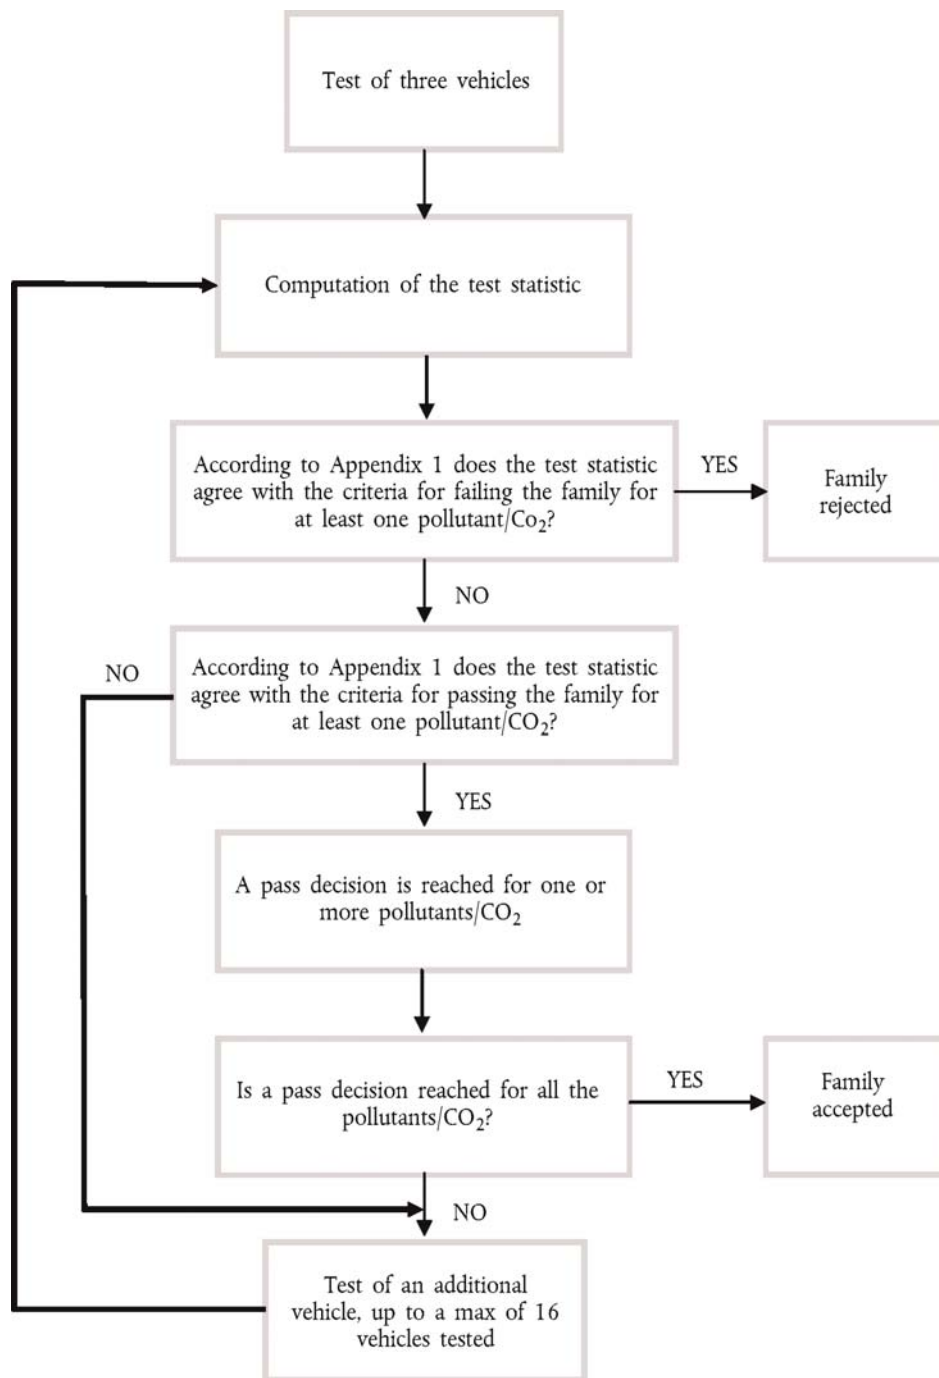 Test of three vehicles
Computation of the test statistic
According to Appendix 1 does the test statistic
agree with the criteria for failing the family for
at least one pollutant/Co₂?
YES
Family
rejected
NO
According to Appendix 1 does the test statistic
agree with the criteria for passing the family for
at least one pollutant/CO₂?
NO
YES
A pass decision is reached for one or
more pollutants/CO₂
Is a pass decision reached for all the
pollutants/CO₂?
YES
Family
accepted
NO
Test of an additional
vehicle, up to a max of 16
vehicles tested